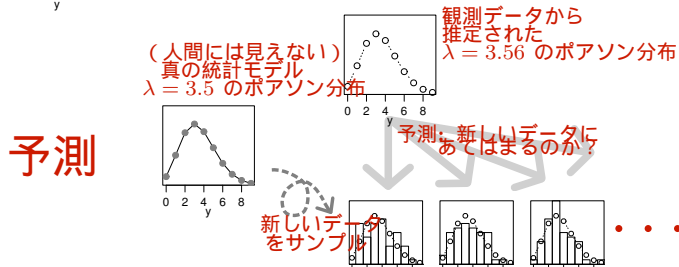 y
観測データから
推定された
λ = 3.56 のポアソン分布
(人間には見えない)
真の統計モデル
λ = 3.5 のポアソン分布
0 2 4 6 8
y
予測: 新しいデータに
あてはまるのか?
予測
0 2 4 6 8
y
新しいデータ
をサンプル
・・・